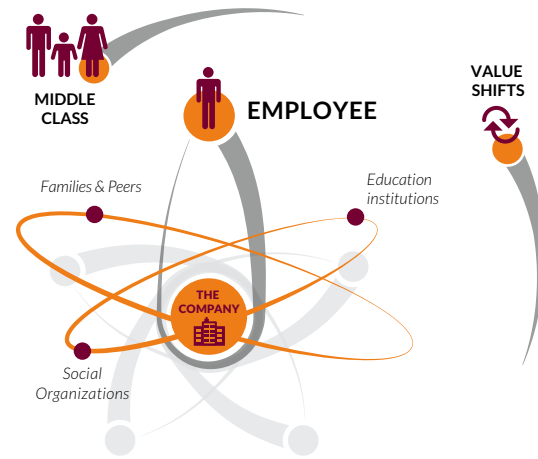 MIDDLE
CLASS
EMPLOYEE
VALUE
SHIFTS
Families & Peers
Education
institutions
THE
COMPANY
Social
Organizations